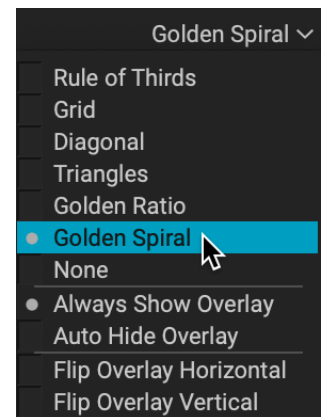 Golden Spiral
Rule of Thirds
Grid
Diagonal
Triangles
Golden Ratio
Golden Spiral
None
Always Show Overlay
Auto Hide Overlay
Flip Overlay Horizontal
Flip Overlay Vertical